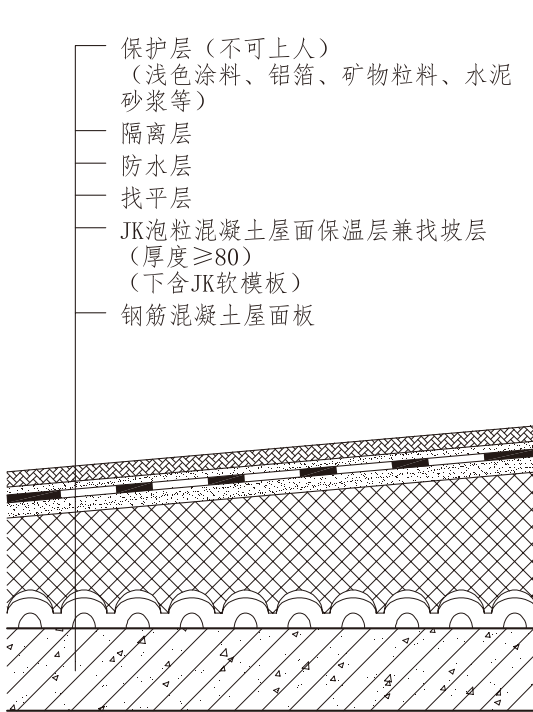 保护层（不可上人）
（浅色涂料、铝箔、矿物粒料、水泥
砂浆等）
隔离层
防水层
找平层
JK泡粒混凝土屋面保温层兼找坡层
（厚度≥80）
（下含JK软模板）
钢筋混凝土屋面板